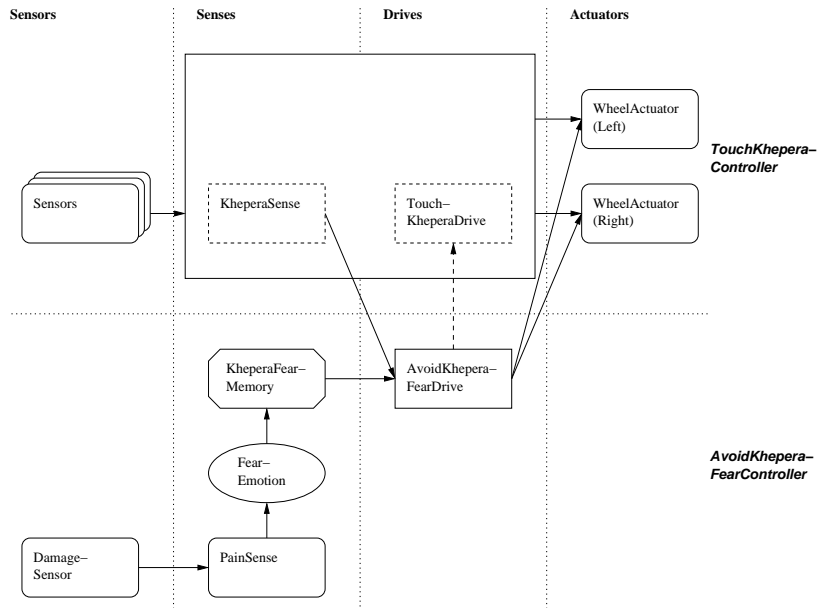 Sensors
Senses
Drives
Actuators
WheelActuator
(Left)
TouchKhepera–
Controller
Sensors
KheperaSense
Touch–
KheperaDrive
WheelActuator
(Right)
KheperaFear–
Memory
AvoidKhepera–
FearDrive
Fear–
Emotion
AvoidKhepera–
FearController
Damage–
Sensor
PainSense